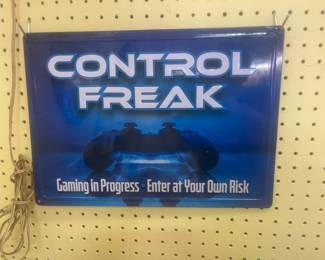 CONTROL
FREAK
Gaming in Progress - Enter at Your Own Risk